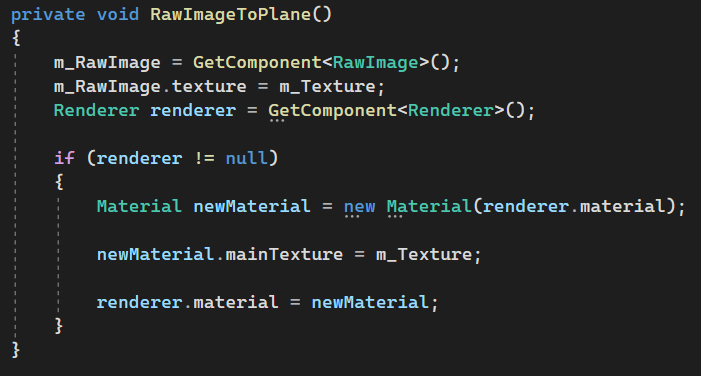 private void RawImageToPlane()
{
m_RawImage = GetComponent<RawImage>();
m_RawImage.texture = m_Texture;
Renderer renderer = GetComponent<Renderer>();
if (renderer != null)
{
Material newMaterial = new Material(renderer.material);
newMaterial.mainTexture = m_Texture;
renderer.material = newMaterial;
}
}